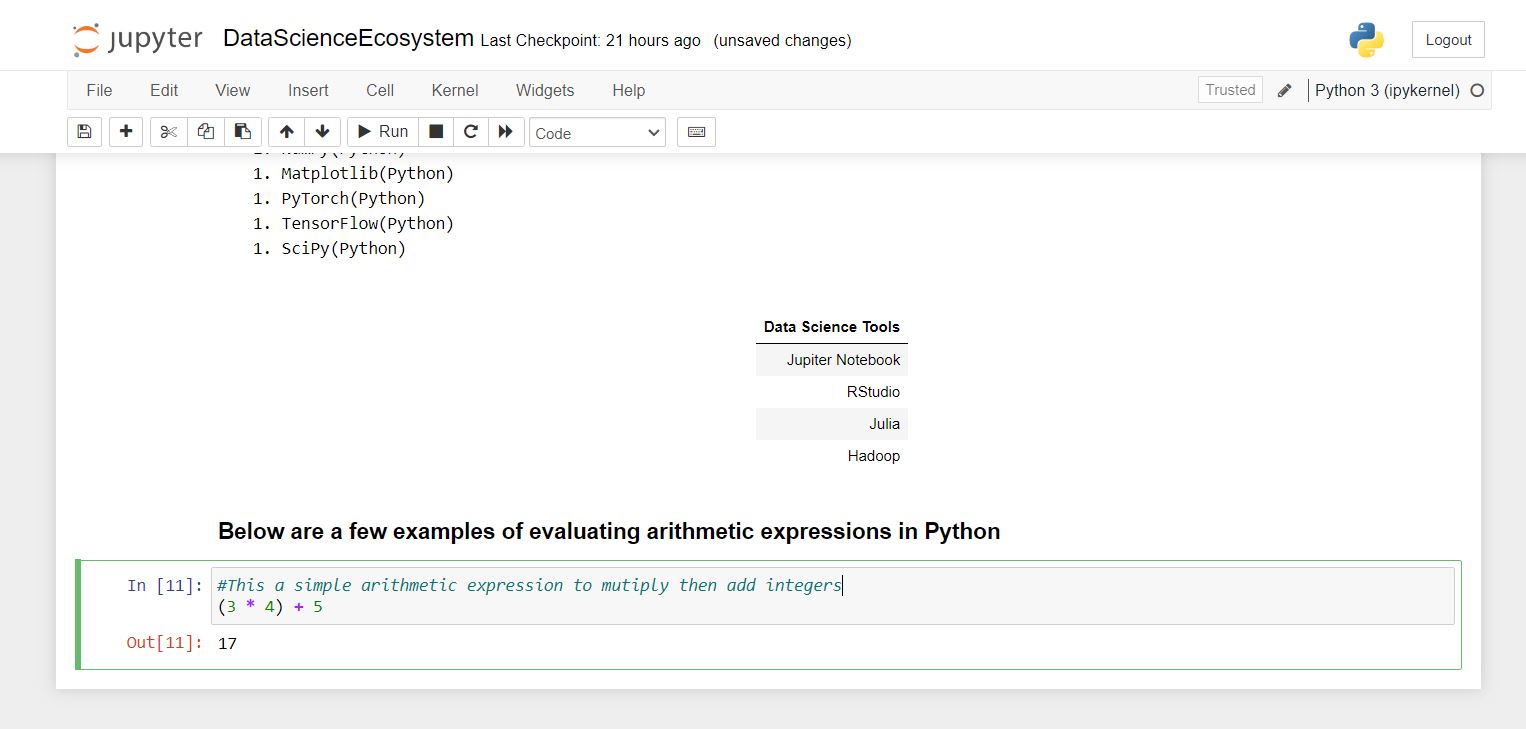 jupyter DataScienceEcosystem Last Checkpoint: 21 hours ago (unsaved changes) Logout
File Edit View Insert Cell Kernel Widgets Help Trusted Python 3 (ipykernel)
Run Code
1. Matplotlib(Python)
1. PyTorch(Python)
1. TensorFlow(Python)
1. SciPy(Python)
Data Science Tools
Jupiter Notebook
RStudio
Julia
Hadoop
Below are a few examples of evaluating arithmetic expressions in Python
In [11]: #This a simple arithmetic expression to mutiply then add integers
(3 * 4) + 5
Out[11]: 17